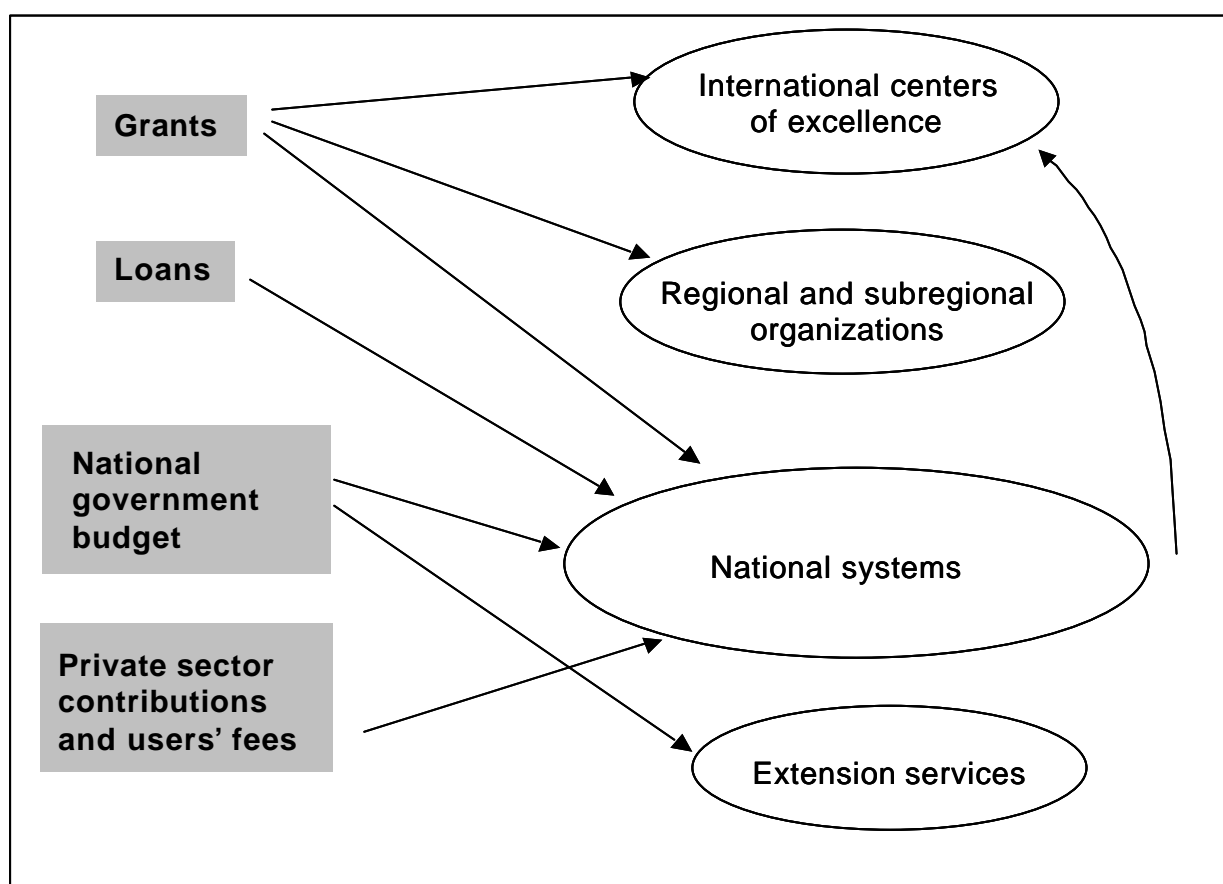 Grants
Loans
National
government
budget
Private sector
contributions
and users’ fees
International centers
of excellence
Regional and subregional
organizations
National systems
Extension services